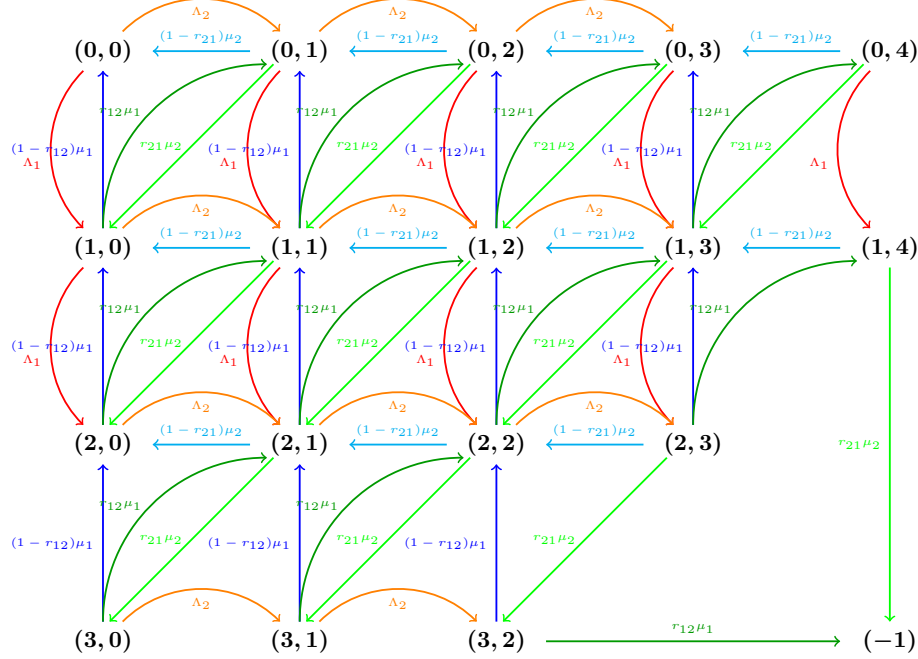 Λ₂ Λ₂ Λ₂
(1 − r₂₁)μ₂ (1 − r₂₁)μ₂ (1 − r₂₁)μ₂ (1 − r₂₁)μ₂
(0, 0) (0, 1) (0, 2) (0, 3) (0, 4)
r₁₂μ₁ r₁₂μ₁ r₁₂μ₁ r₁₂μ₁
r₂₁μ₂ r₂₁μ₂ r₂₁μ₂ r₂₁μ₂
(1 − r₁₂)μ₁ (1 − r₁₂)μ₁ (1 − r₁₂)μ₁ (1 − r₁₂)μ₁
Λ₁ Λ₁ Λ₁ Λ₁ Λ₁
Λ₂ Λ₂ Λ₂
(1 − r₂₁)μ₂ (1 − r₂₁)μ₂ (1 − r₂₁)μ₂ (1 − r₂₁)μ₂
(1, 0) (1, 1) (1, 2) (1, 3) (1, 4)
r₁₂μ₁ r₁₂μ₁ r₁₂μ₁ r₁₂μ₁
r₂₁μ₂ r₂₁μ₂ r₂₁μ₂
(1 − r₁₂)μ₁ (1 − r₁₂)μ₁ (1 − r₁₂)μ₁ (1 − r₁₂)μ₁
Λ₁ Λ₁ Λ₁ Λ₁
Λ₂ Λ₂ Λ₂
(1 − r₂₁)μ₂ (1 − r₂₁)μ₂ (1 − r₂₁)μ₂
(2, 0) (2, 1) (2, 2) (2, 3) r₂₁μ₂
r₁₂μ₁ r₁₂μ₁
r₂₁μ₂ r₂₁μ₂ r₂₁μ₂
(1 − r₁₂)μ₁ (1 − r₁₂)μ₁ (1 − r₁₂)μ₁
Λ₂ Λ₂
r₁₂μ₁
(3, 0) (3, 1) (3, 2) (−1)